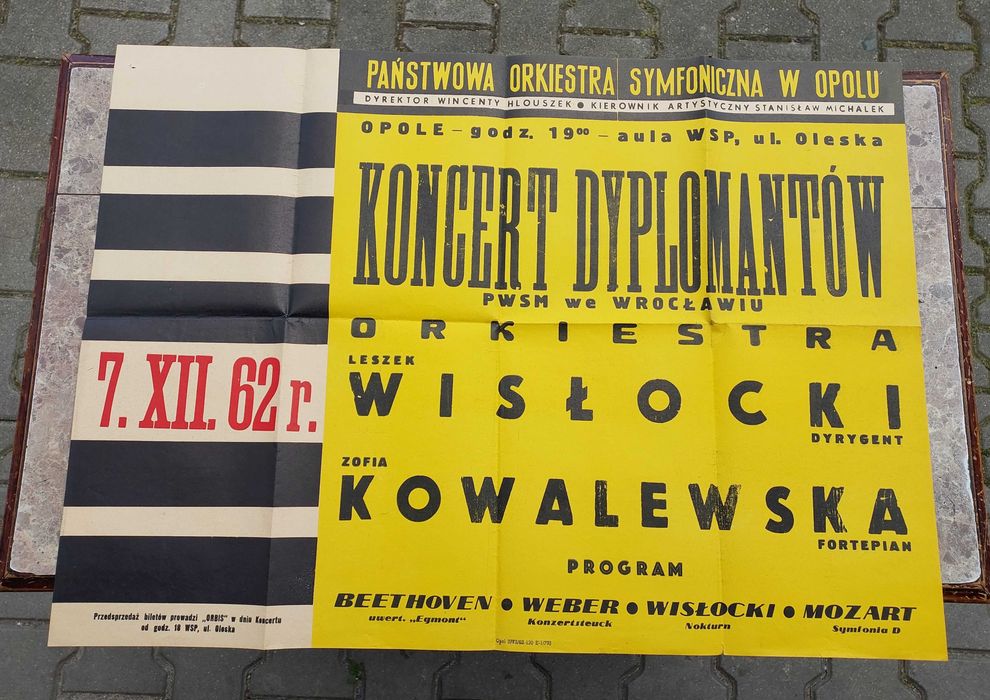 PAŃSTWOWA ORKIESTRA SYMFONICZNA W OPOLU
DYREKTOR WINCENTY HLOUSZEK ● KIEROWNIK ARTYSTYCZNY STANISŁAW MICHALEK
OPOLE – godz. 19⁰⁰ – aula WSP, ul. Oleska
KONCERT DYPLOMANTÓW
PWSM we WROCŁAWIU
ORKIESTRA
LESZEK
WISŁOCKI
DYRYGENT
7. XII. 62 r.
ZOFIA
KOWALEWSKA
FORTEPIAN
PROGRAM
BEETHOVEN ● WEBER ● WISŁOCKI ● MOZART
uwert. „Egmont” Konzertsteuck Nokturn Symfonia D
Przedsprzedaż biletów prowadzi „ORBIS” w dniu Koncertu
od godz. 18 WSP, ul. Oleska